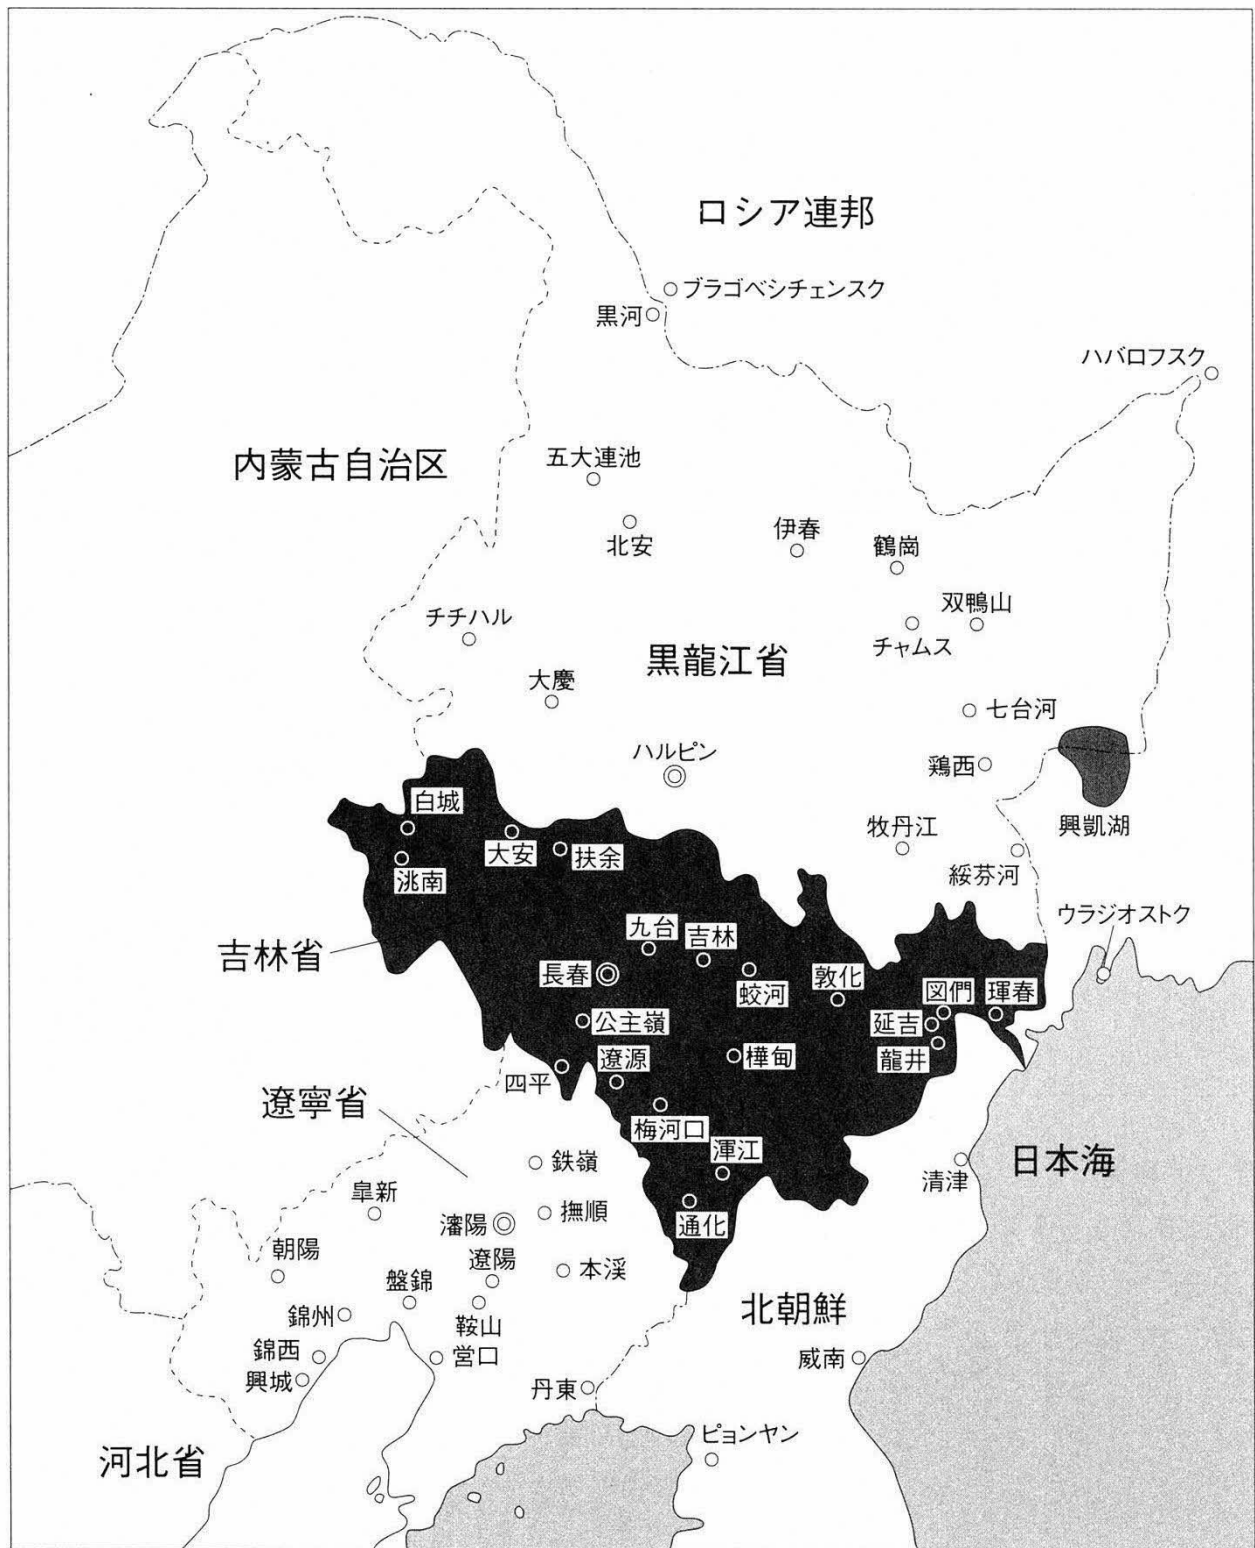 ロシア連邦
ブラゴベシチェンスク
黒河
ハバロフスク
内蒙古自治区
五大連池
北安
伊春
鶴崗
双鴨山
チャムス
チチハル
黒龍江省
大慶
七台河
ハルピン
鶏西
興凱湖
牡丹江
綏芬河
ウラジオストク
白城
大安
扶余
洮南
吉林省
九台
吉林
長春
蛟河
敦化
図們
琿春
延吉
龍井
公主嶺
遼源
樺甸
四平
梅河口
渾江
通化
遼寧省
日本海
清津
鉄嶺
阜新
瀋陽
撫順
朝陽
遼陽
本渓
盤錦
鞍山
錦州
北朝鮮
錦西
営口
興城
威南
丹東
ピョンヤン
河北省